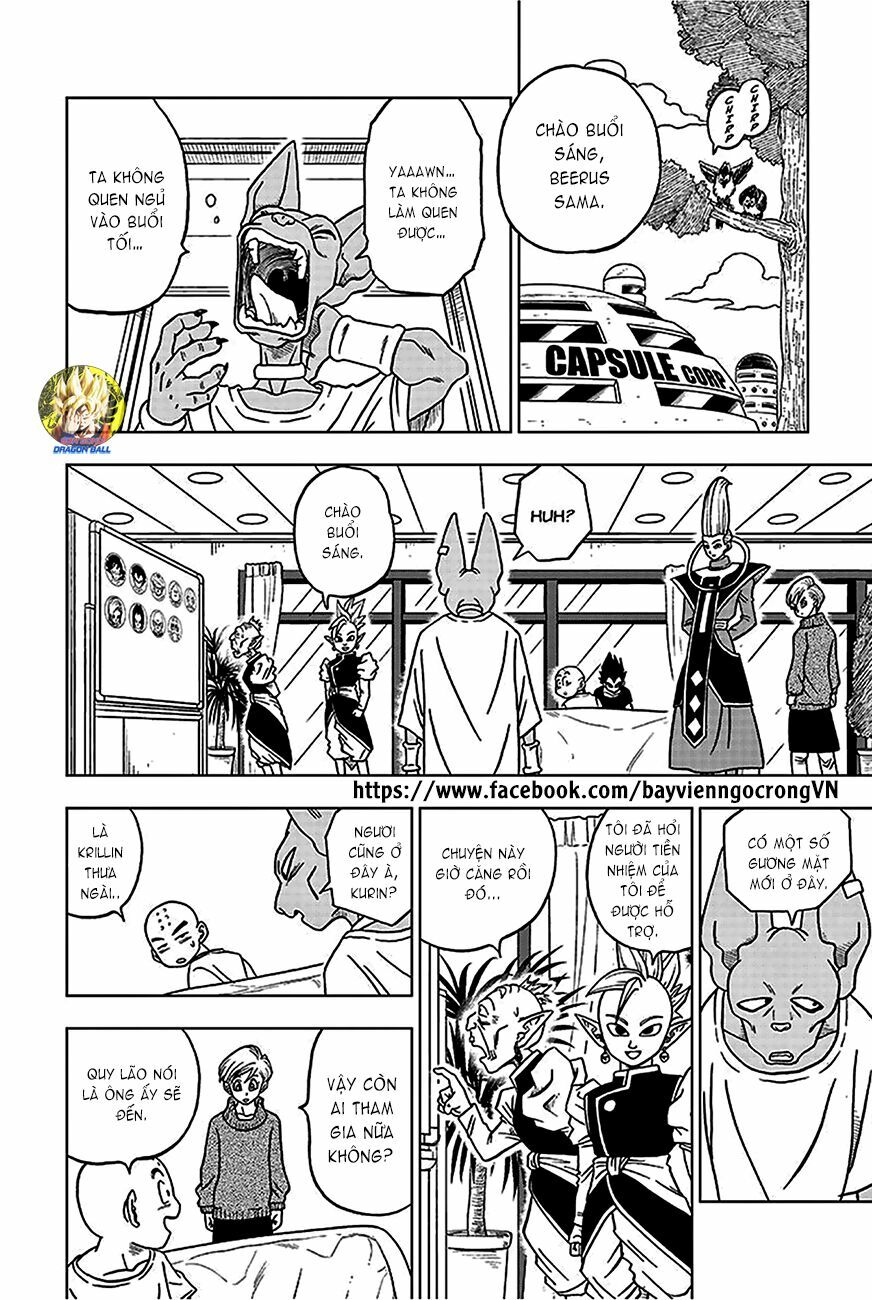 CHIRP
CHIRP
CHÀO BUỔI
SÁNG,
BEERUS
SAMA.
CAPSULE CORP.
YAAAWN...
TA KHÔNG
LÀM QUEN
ĐƯỢC...
TA KHÔNG
QUEN NGỦ
VÀO BUỔI
TỐI...
DRAGON BALL
HUH?
CHÀO
BUỔI
SÁNG.
https://www.facebook.com/bayvienngocrongVN
CÓ MỘT SỐ
GƯƠNG MẶT
MỚI Ở ĐÂY.
TÔI ĐÃ HỎI
NGƯỜI TIỀN
NHIỆM CỦA
TÔI ĐỂ
ĐƯỢC HỖ
TRỢ.
CHUYỆN NÀY
GIỜ CĂNG RỒI
ĐÓ...
NGƯƠI
CŨNG Ở
ĐÂY À,
KURIN?
LÀ
KRILLIN
THƯA
NGÀI..
VẬY CÒN
AI THAM
GIA NỮA
KHÔNG?
QUY LÃO NÓI
LÀ ÔNG ẤY SẼ
ĐẾN.